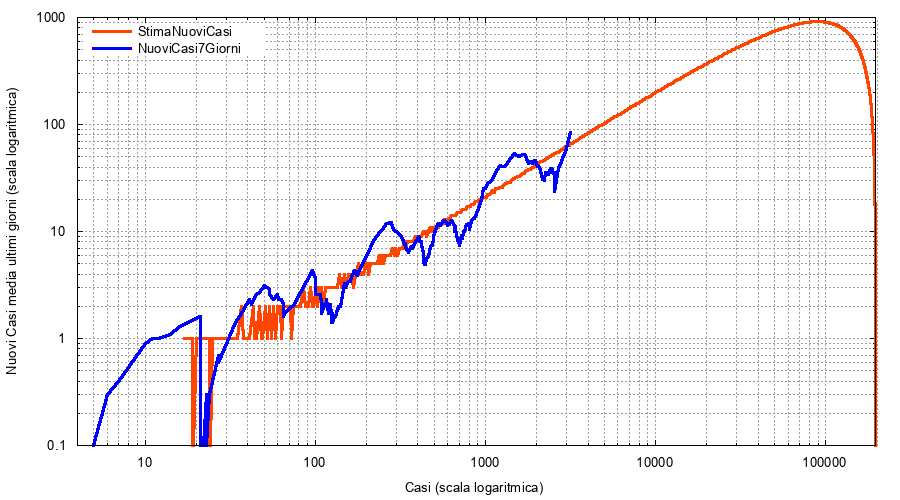 1000
StimaNuoviCasi
NuoviCasi7Giorni
100
10
1
0.1
Nuovi Casi media ultimi giorni (scala logaritmica)
10 100 1000 10000 100000
Casi (scala logaritmica)